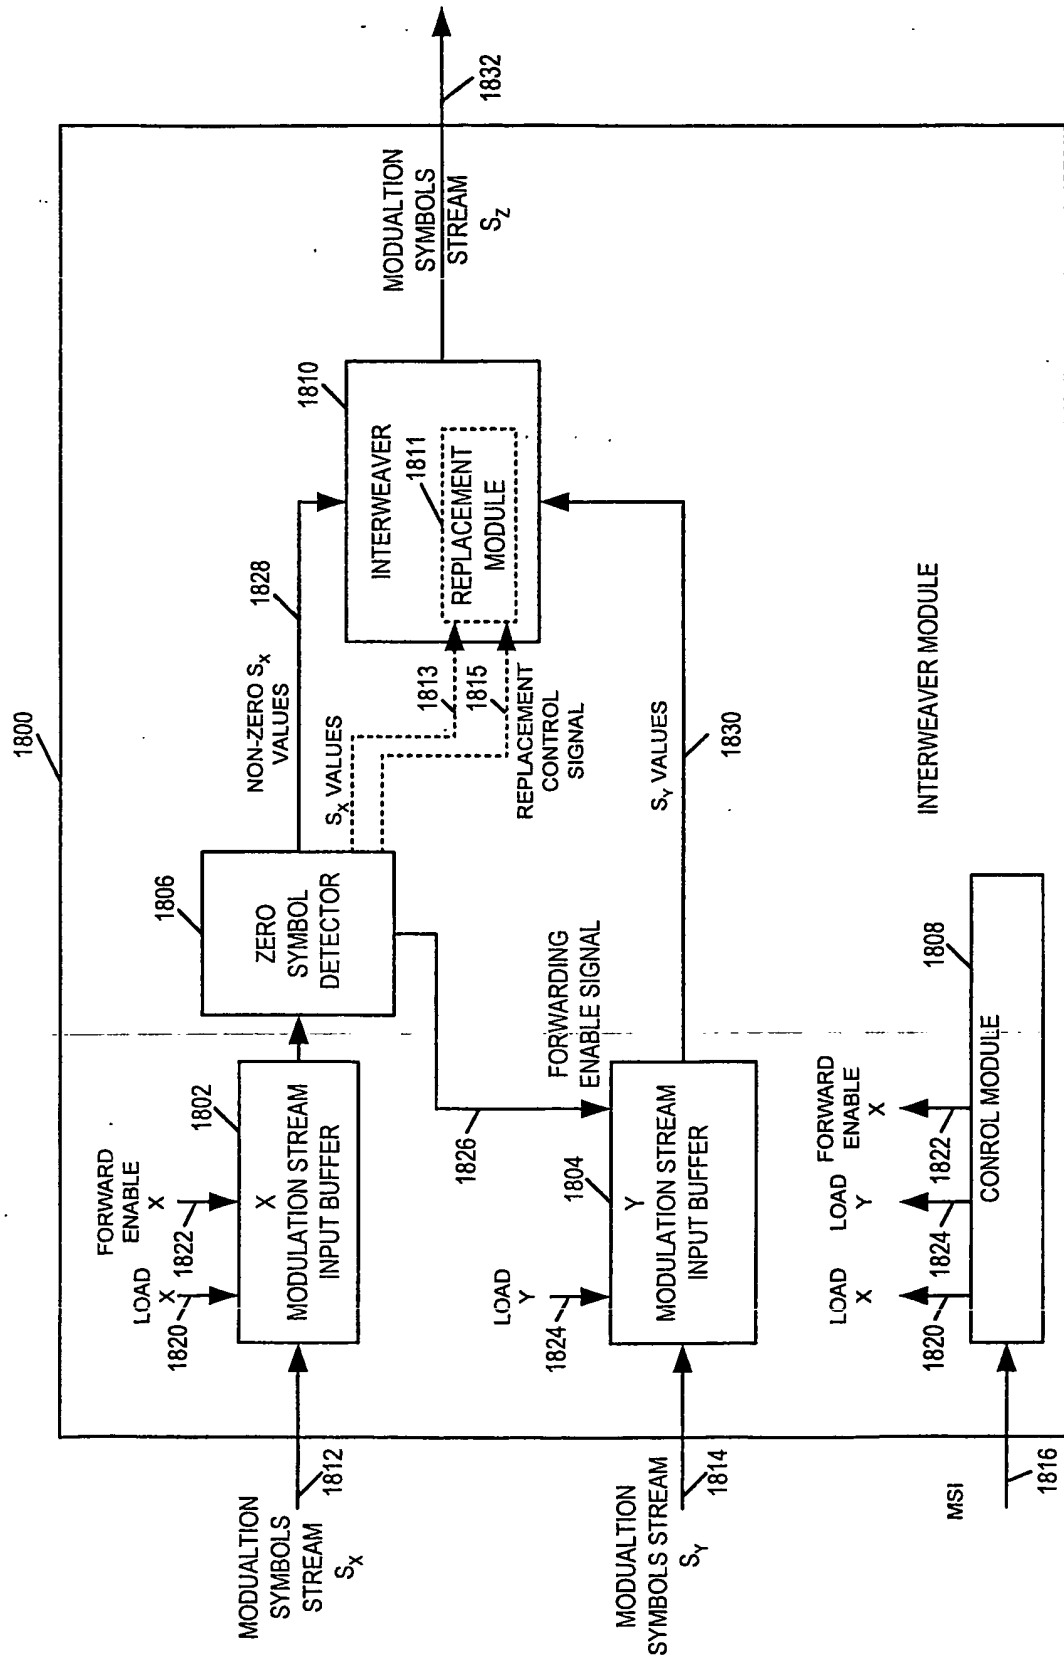 1800
MODUALTION
SYMBOLS
STREAM
SX
1812
LOAD
X
1820
FORWARD
ENABLE
X
1822
1802
X
MODULATION STREAM
INPUT BUFFER
1806
ZERO
SYMBOL
DETECTOR
NON-ZERO SX
VALUES
1828
SX VALUES
1813
1815
REPLACEMENT
CONTROL
SIGNAL
1810
INTERWEAVER
1811
REPLACEMENT
MODULE
MODUALTION
SYMBOLS
STREAM
SZ
1832
MODUALTION
SYMBOLS STREAM
SY
1814
LOAD
Y
1824
1804
Y
MODULATION STREAM
INPUT BUFFER
1826
FORWARDING
ENABLE SIGNAL
SY VALUES
1830
MSI
1816
LOAD
X
1820
LOAD
Y
1824
FORWARD
ENABLE
X
1822
CONROL MODULE
1808
INTERWEAVER MODULE